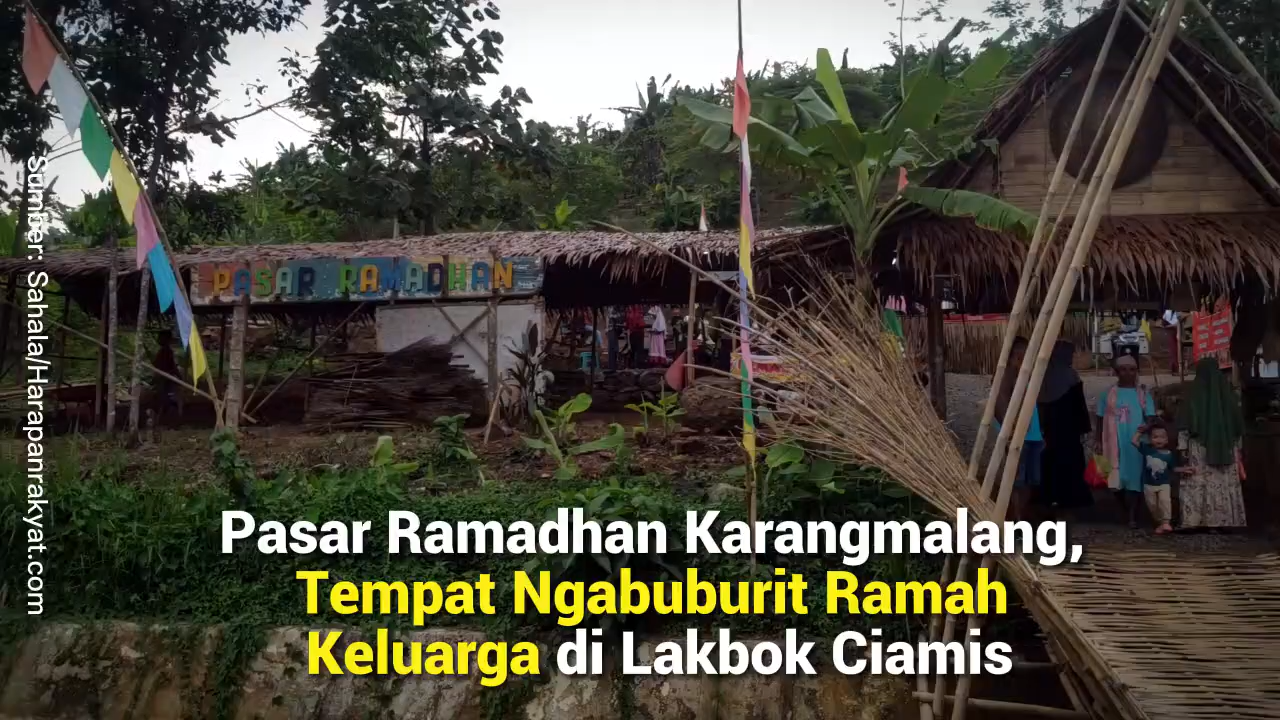 PASAR RAMADHAN
Sumber: Sahala/Harapanrakyat.com
Pasar Ramadhan Karangmalang,
Tempat Ngabuburit Ramah
Keluarga di Lakbok Ciamis